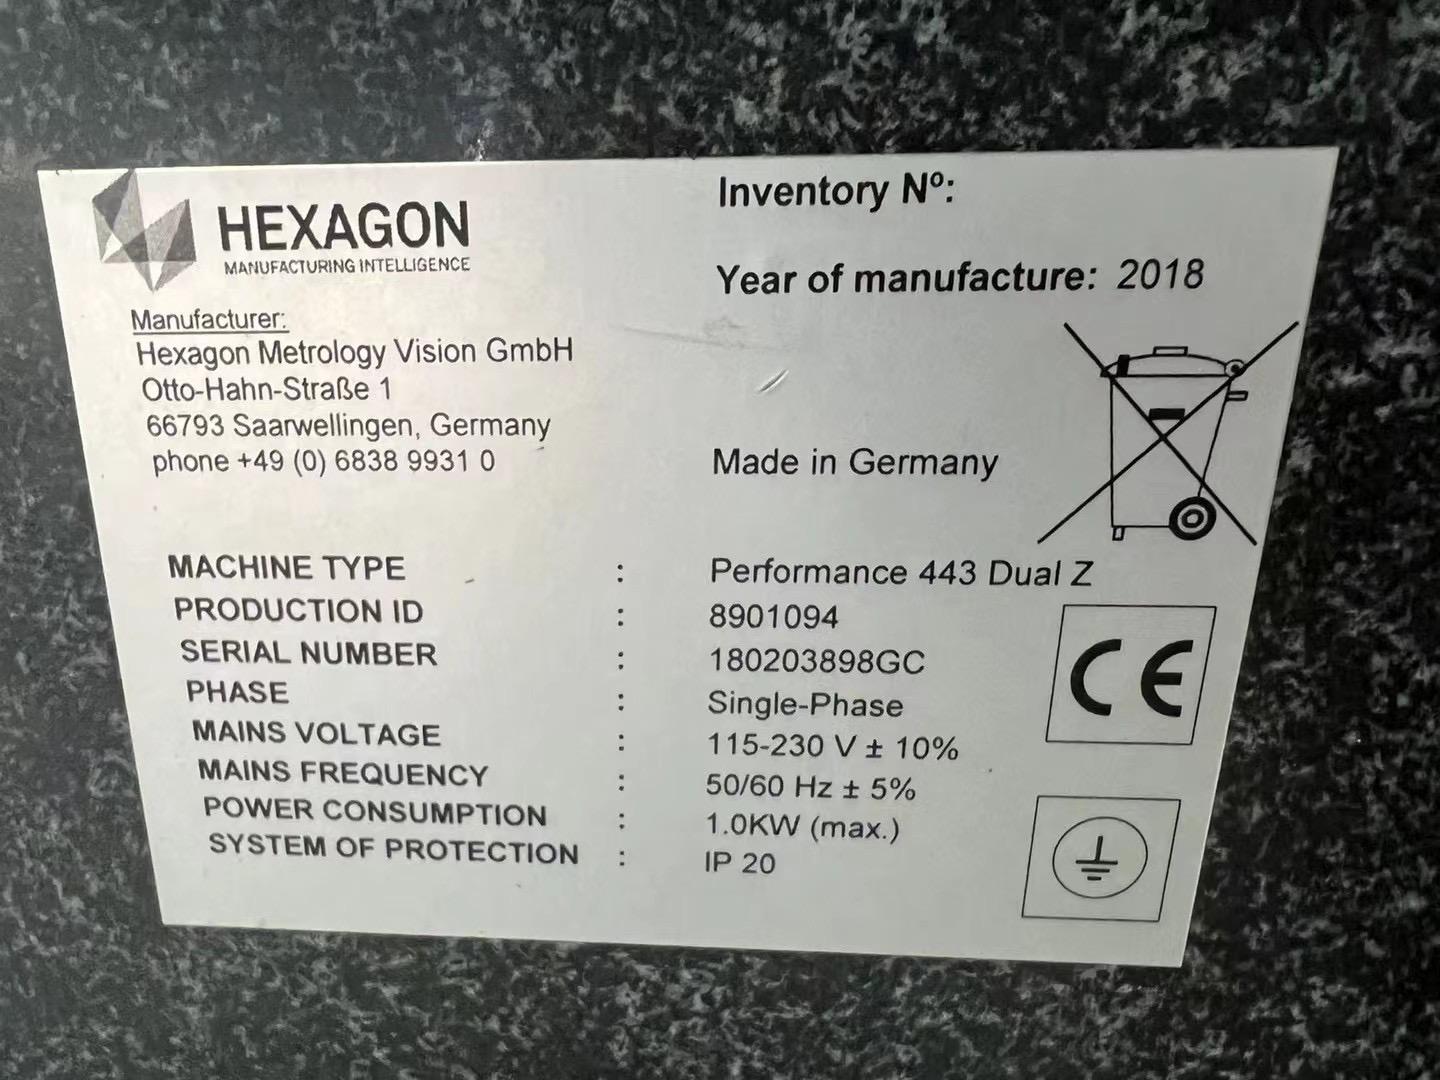 HEXAGON
MANUFACTURING INTELLIGENCE
Manufacturer:
Hexagon Metrology Vision GmbH
Otto-Hahn-Straße 1
66793 Saarwellingen, Germany
phone +49 (0) 6838 9931 0
Inventory Nº:
Year of manufacture: 2018
Made in Germany
MACHINE TYPE : Performance 443 Dual Z
PRODUCTION ID : 8901094
SERIAL NUMBER : 180203898GC
PHASE : Single-Phase
MAINS VOLTAGE : 115-230 V ± 10%
MAINS FREQUENCY : 50/60 Hz ± 5%
POWER CONSUMPTION : 1.0KW (max.)
SYSTEM OF PROTECTION : IP 20
CE